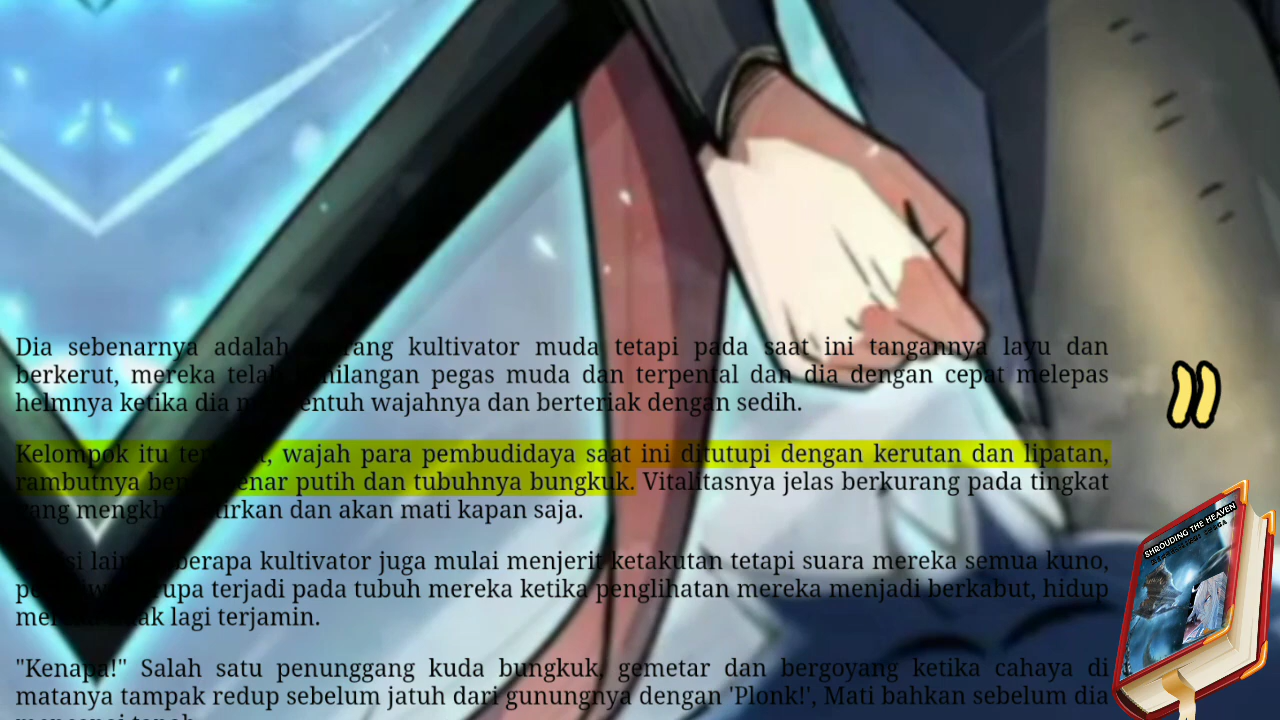 Dia sebenarnya adalah seorang kultivator muda tetapi pada saat ini tangannya layu dan
berkerut, mereka telah kehilangan pegas muda dan terpental dan dia dengan cepat melepas
helmnya ketika dia menyentuh wajahnya dan berteriak dengan sedih.
Kelompok itu terkejut, wajah para pembudidaya saat ini ditutupi dengan kerutan dan lipatan,
rambutnya benar-benar putih dan tubuhnya bungkuk. Vitalitasnya jelas berkurang pada tingkat
yang mengkhawatirkan dan akan mati kapan saja.
Di sisi lain, beberapa kultivator juga mulai menjerit ketakutan tetapi suara mereka semua kuno,
peristiwa serupa terjadi pada tubuh mereka ketika penglihatan mereka menjadi berkabut, hidup
mereka tidak lagi terjamin.
"Kenapa!" Salah satu penunggang kuda bungkuk, gemetar dan bergoyang ketika cahaya di
matanya tampak redup sebelum jatuh dari gunungnya dengan 'Plonk!', Mati bahkan sebelum dia
SHROUDING THE HEAVEN